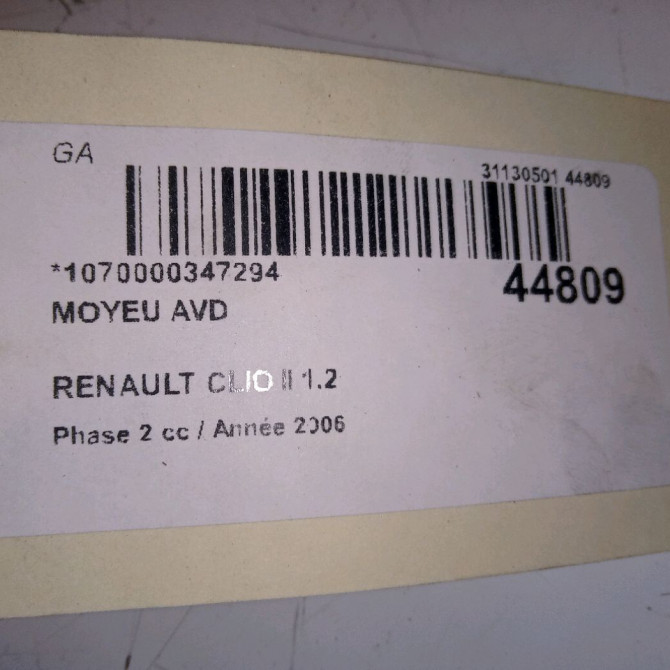 GA
31130501 44809
*1070000347294
44809
MOYEU AVD
RENAULT CLIO II 1.2
Phase 2 cc / Année 2006